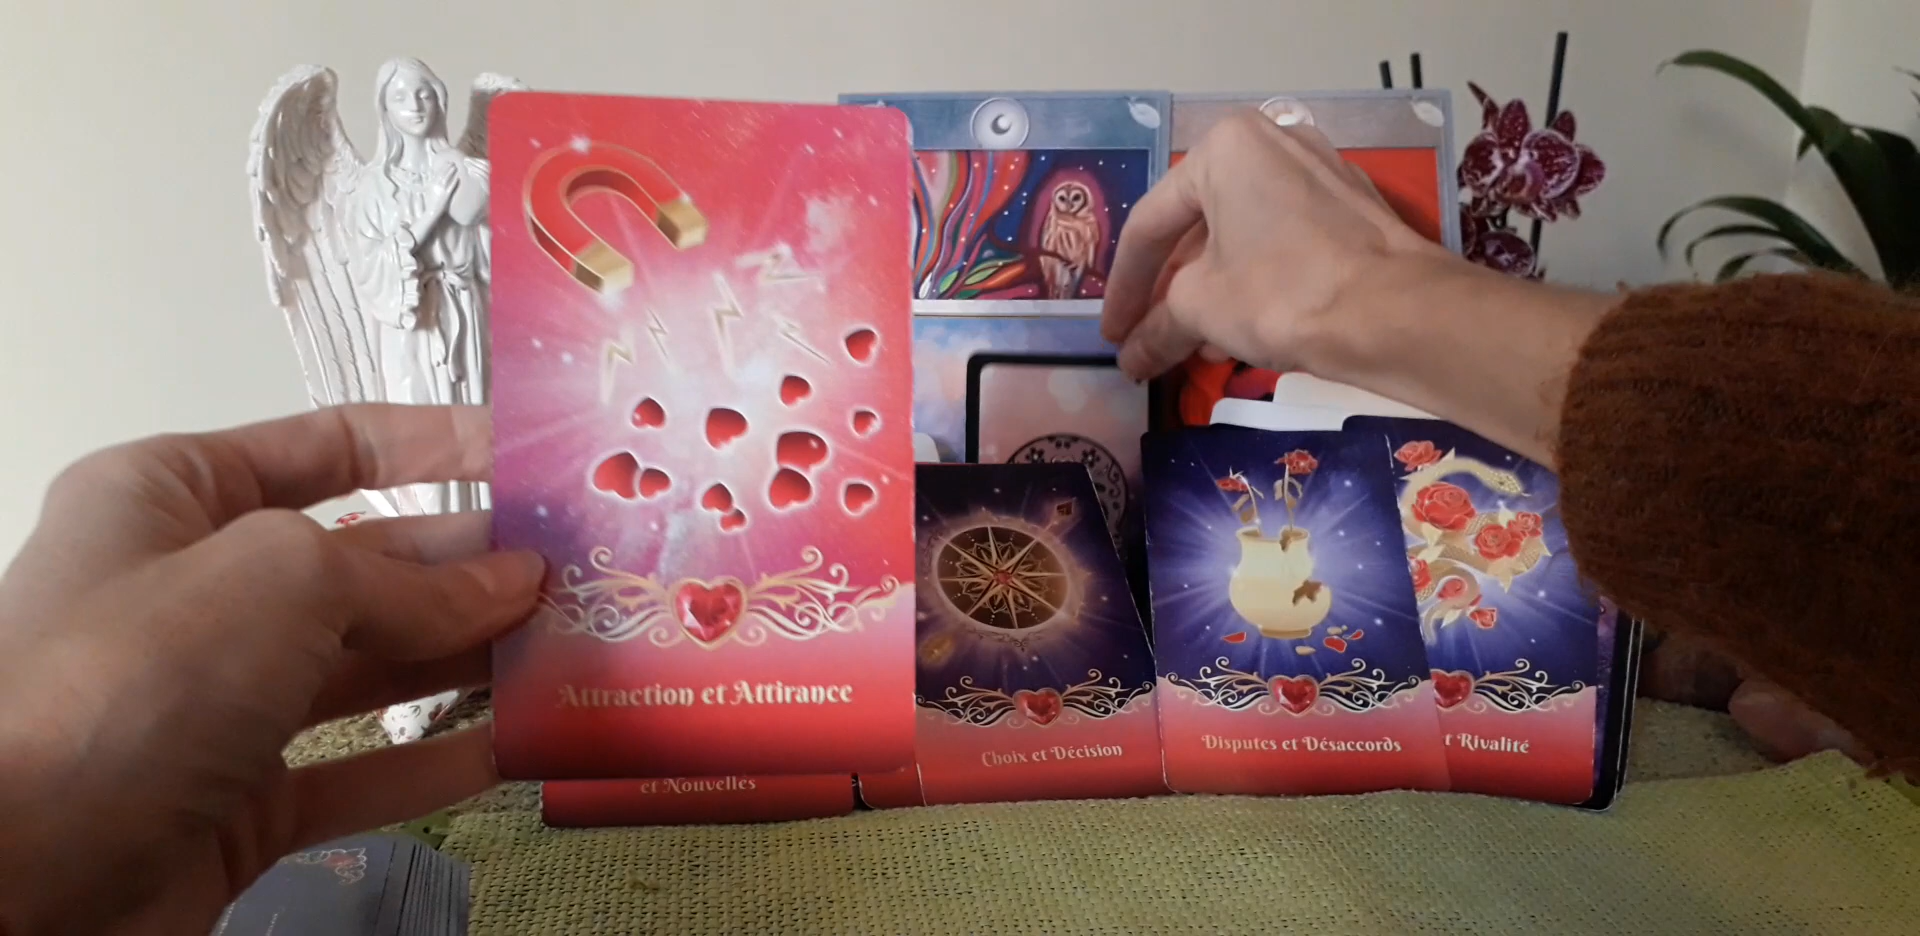 Attraction et Attirance
et Nouvelles
Choix et Décision
Disputes et Désaccords
t Rivalité